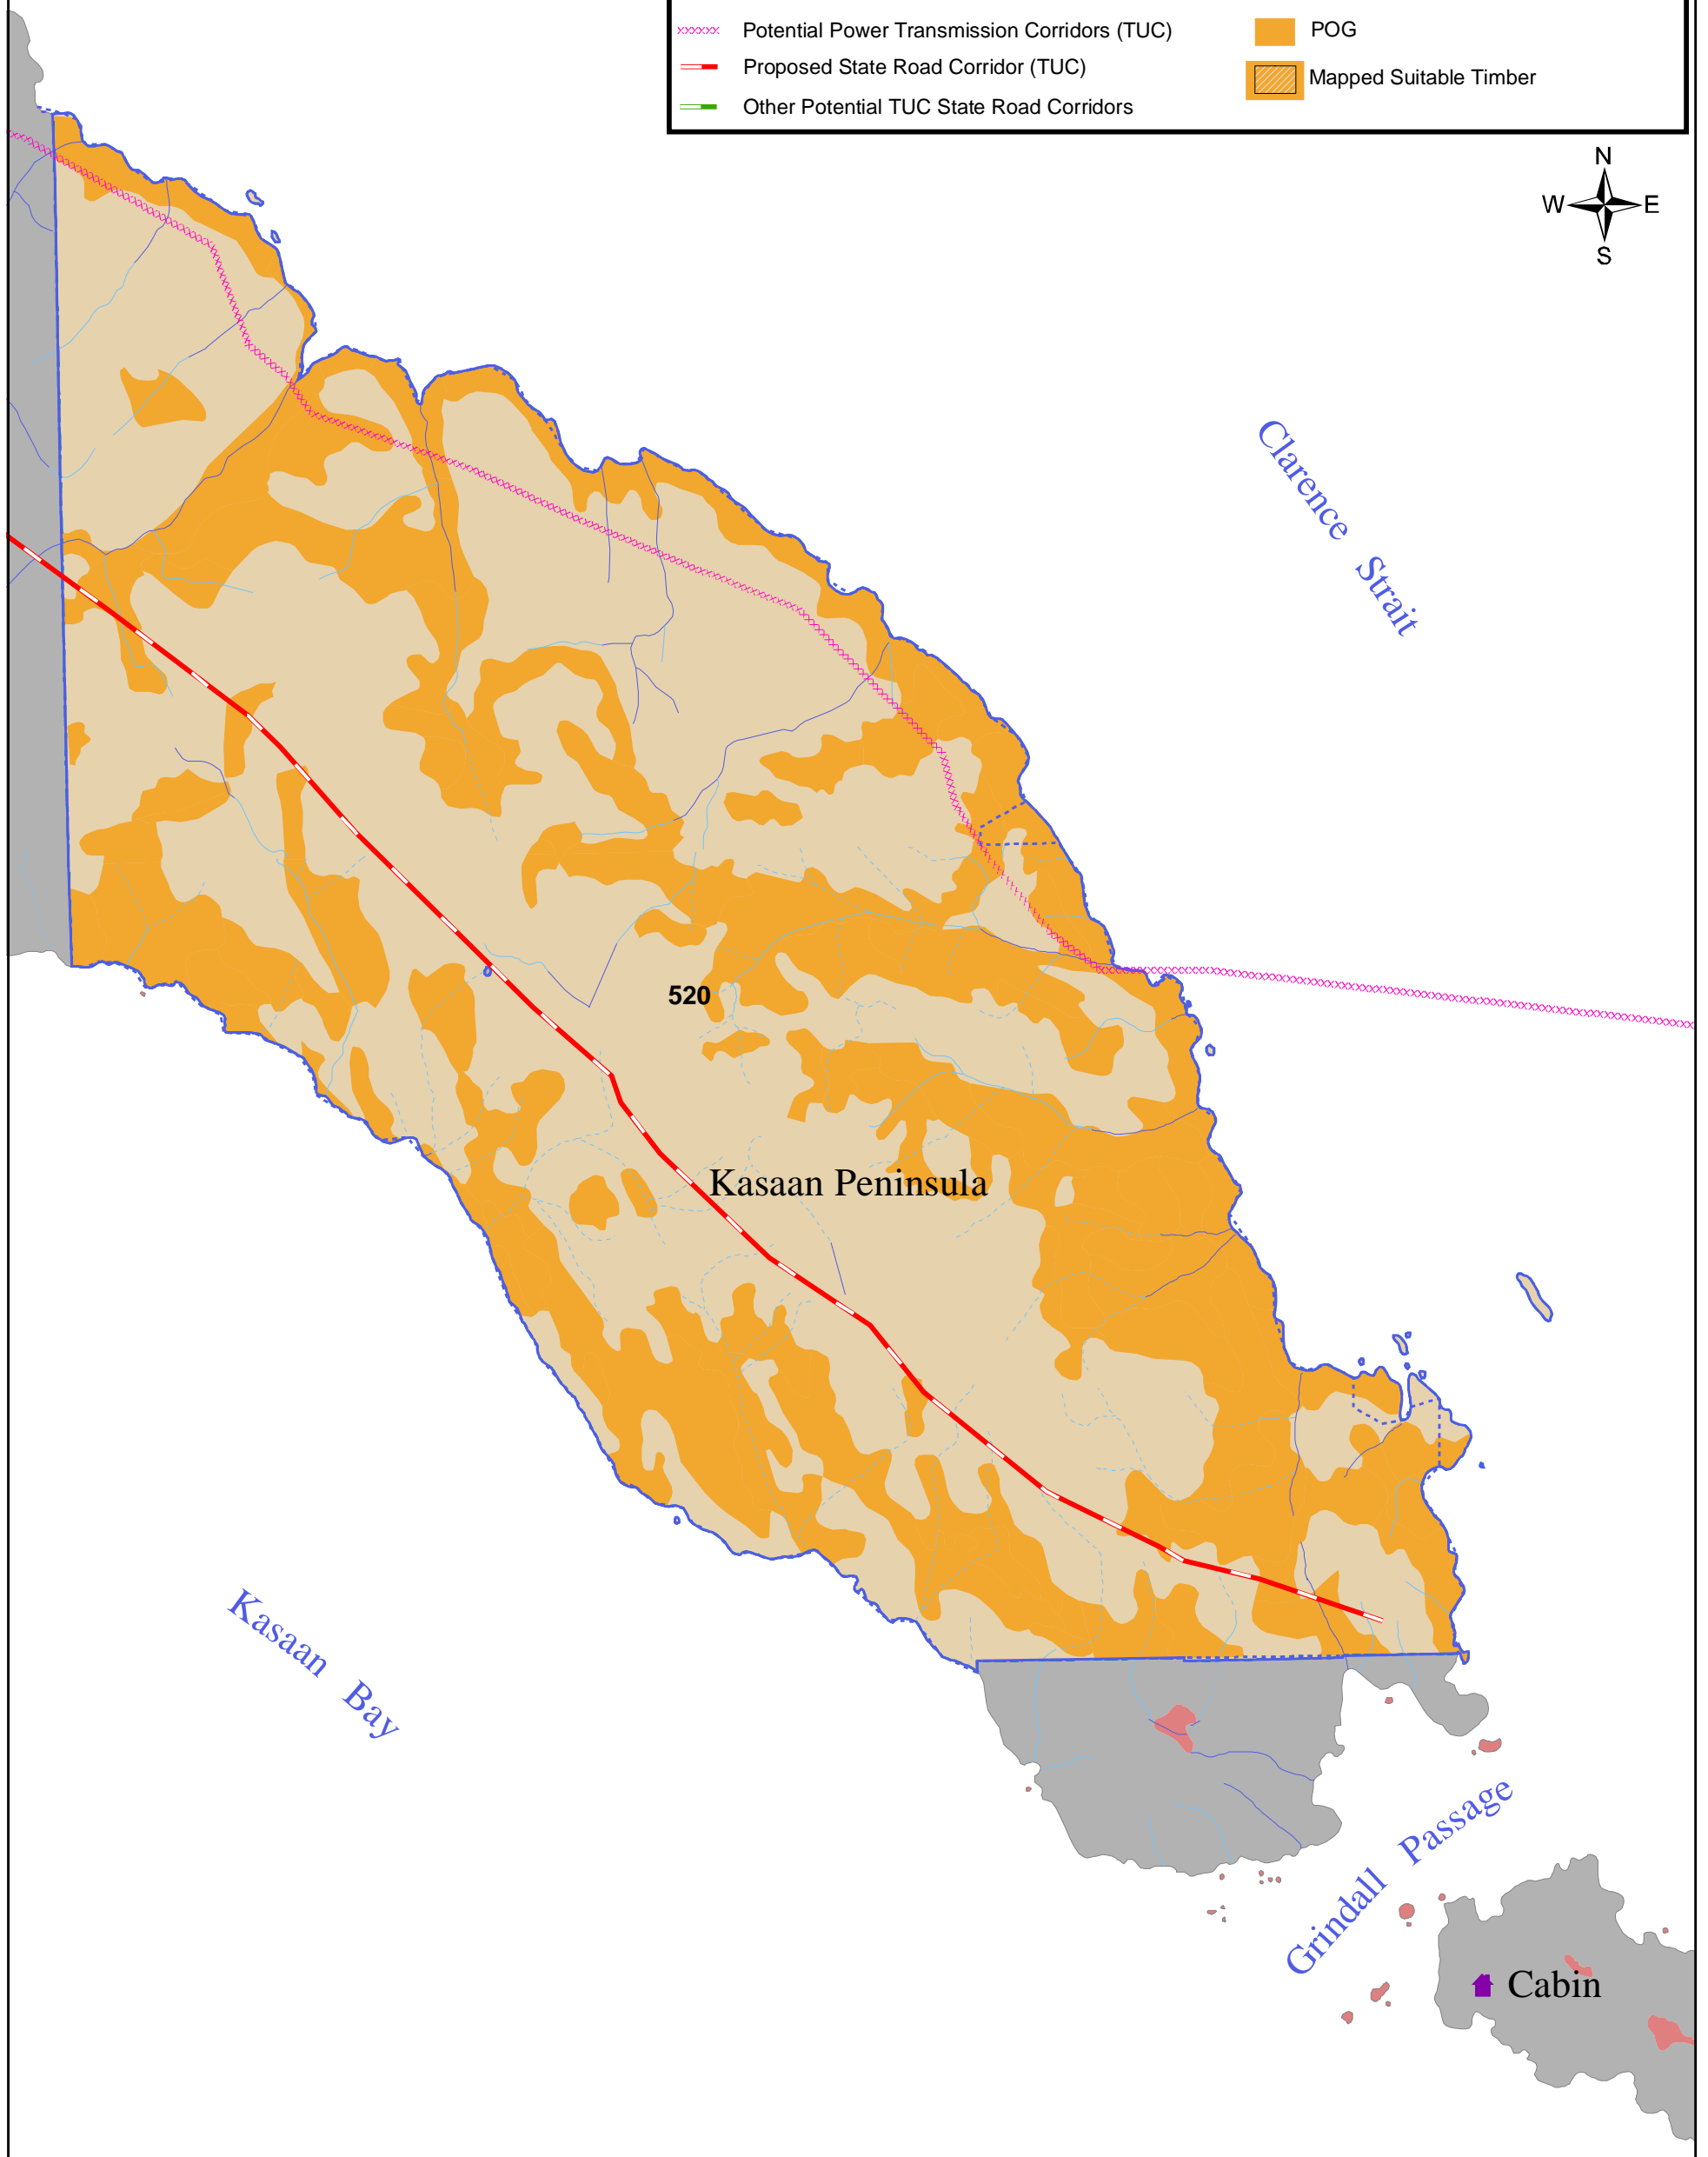 Potential Power Transmission Corridors (TUC)
POG
Proposed State Road Corridor (TUC)
Mapped Suitable Timber
Other Potential TUC State Road Corridors
N
W E
S
Clarence Strait
520
Kasaan Peninsula
Kasaan Bay
Grindall Passage
Cabin